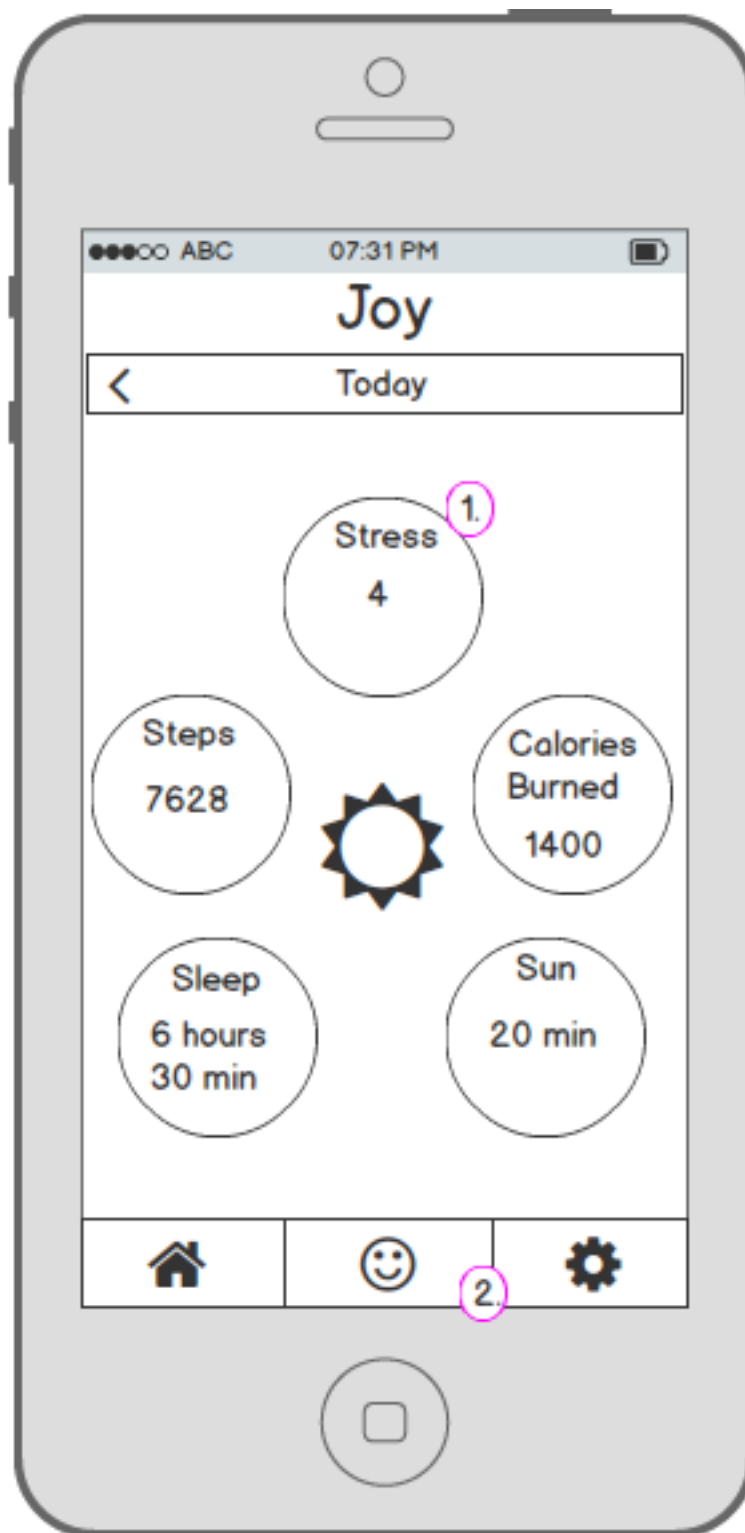 ABC 07:31 PM
Joy
Today
1.
Stress
4
Steps
7628
Calories
Burned
1400
Sleep
6 hours
30 min
Sun
20 min
2.